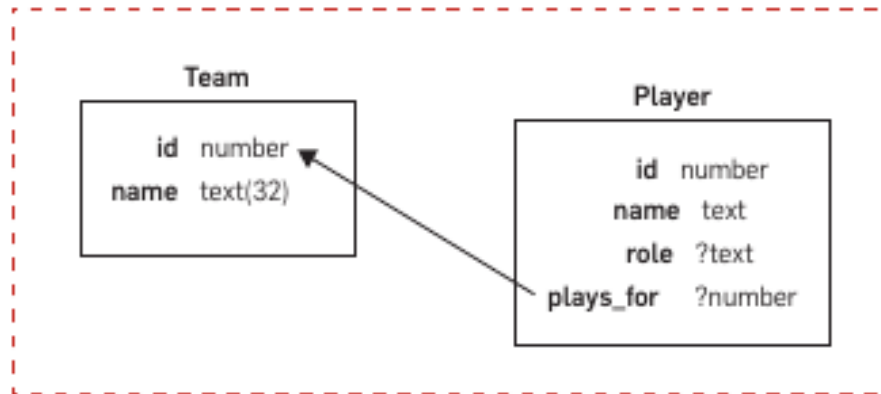 Team
id number
name text(32)
Player
id number
name text
role ?text
plays_for ?number